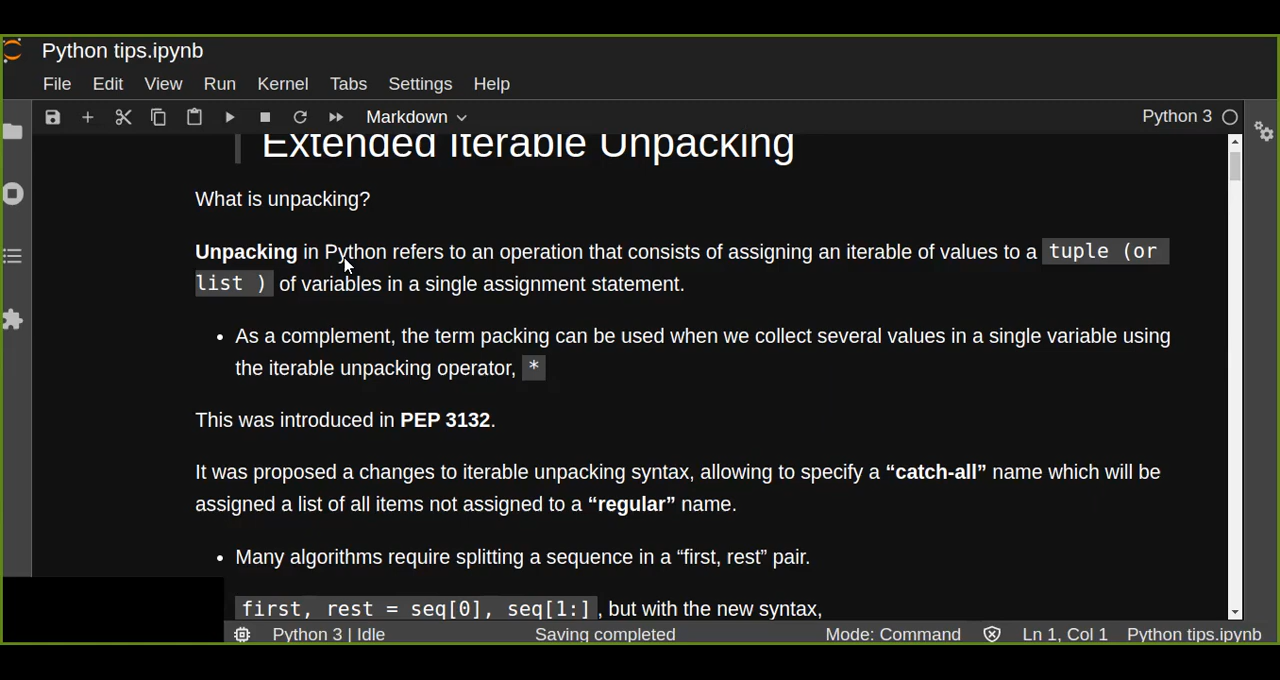 Python tips.ipynb
File Edit View Run Kernel Tabs Settings Help
Markdown Python 3
Extended Iterable Unpacking
What is unpacking?
Unpacking in Python refers to an operation that consists of assigning an iterable of values to a tuple (or
list ) of variables in a single assignment statement.
• As a complement, the term packing can be used when we collect several values in a single variable using
the iterable unpacking operator, *
This was introduced in PEP 3132.
It was proposed a changes to iterable unpacking syntax, allowing to specify a “catch-all” name which will be
assigned a list of all items not assigned to a “regular” name.
• Many algorithms require splitting a sequence in a “first, rest” pair.
first, rest = seq[0], seq[1:], but with the new syntax,
Python 3 | Idle Saving completed Mode: Command Ln 1, Col 1 Python tips.ipynb